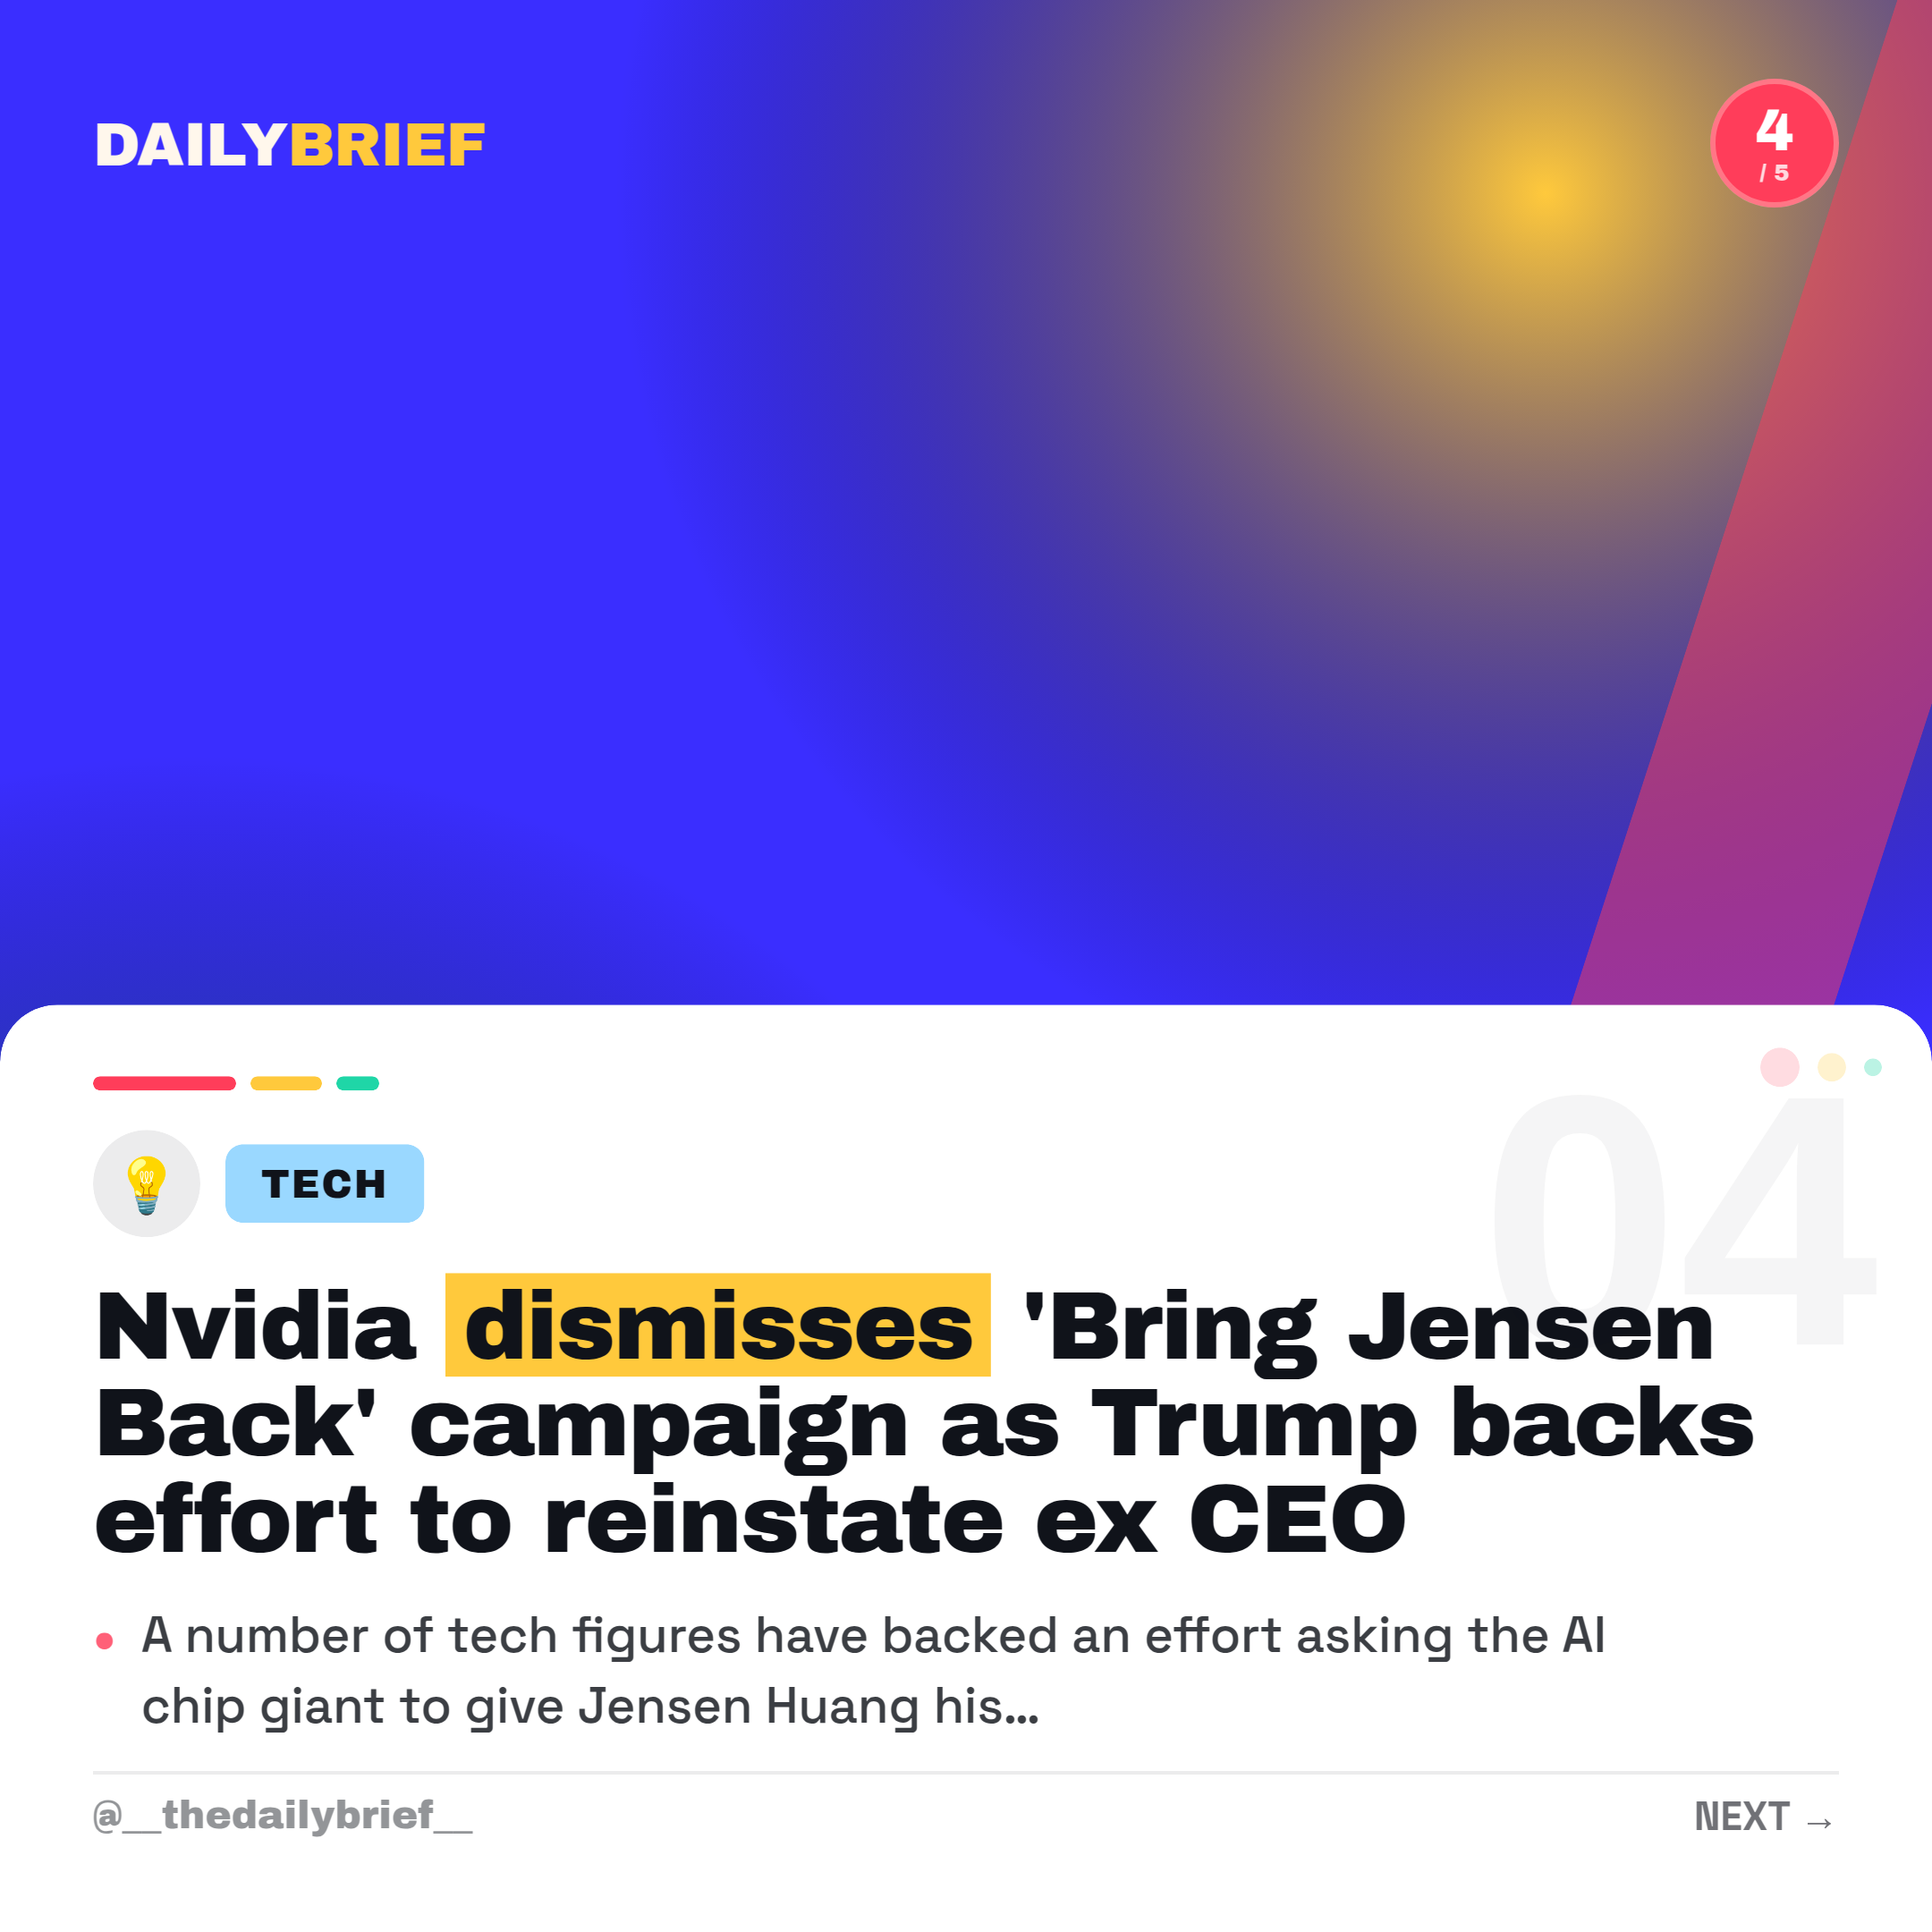 DAILYBRIEF
4
/ 5
04
TECH
Nvidia dismisses 'Bring Jensen
Back' campaign as Trump backs
effort to reinstate ex CEO
• A number of tech figures have backed an effort asking the AI
chip giant to give Jensen Huang his...
@__thedailybrief__
NEXT →